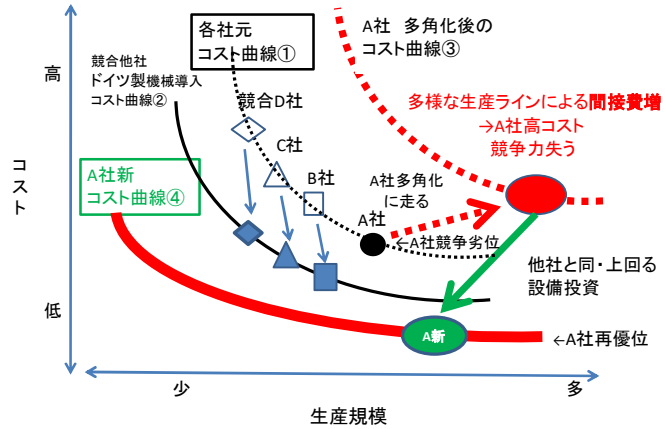 各社元
コスト曲線①
A社 多角化後の
コスト曲線③
高
競合他社
ドイツ製機械導入
コスト曲線②
競合D社
多様な生産ラインによる間接費増
→A社高コスト
競争力失う
C社
コスト
A社新
コスト曲線④
B社
A社多角化
に走る
A社
←A社競争劣位
他社と同・上回る
設備投資
低
A新
←A社再優位
少
多
生産規模